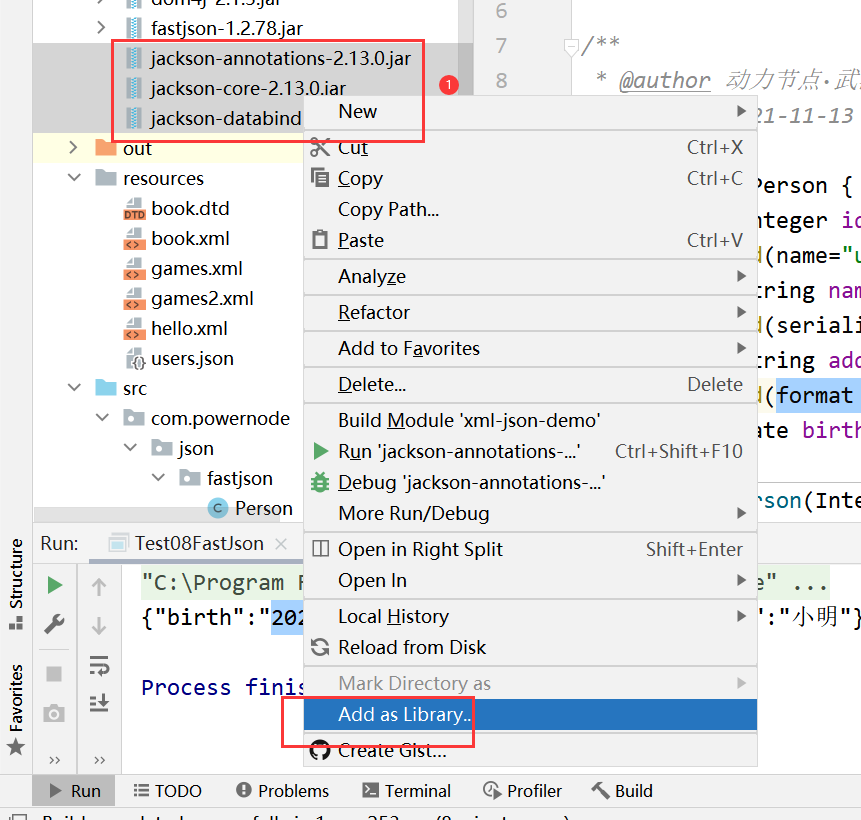 dom4j-2.1.3.jar
fastjson-1.2.78.jar
jackson-annotations-2.13.0.jar
jackson-core-2.13.0.jar
jackson-databind
out
resources
book.dtd
book.xml
games.xml
games2.xml
hello.xml
users.json
src
com.powernode
json
fastjson
Person
1
New
Cut Ctrl+X
Copy Ctrl+C
Copy Path...
Paste Ctrl+V
Analyze
Refactor
Add to Favorites
Delete... Delete
Build Module 'xml-json-demo'
Run 'jackson-annotations-...' Ctrl+Shift+F10
Debug 'jackson-annotations-...'
More Run/Debug
Open in Right Split Shift+Enter
Open In
Local History
Reload from Disk
Mark Directory as
Add as Library...
Create Gist...
6
7 /**
8 * @author 动力节点·武
21-11-13
Person {
nteger id
(name="u
tring nam
(seriali
tring add
(format
ate birth
rson(Inte
Run: Test08FastJson
"C:\Program F e" ...
{"birth":"202 ":"小明"}
Process finis
Structure
Favorites
Run TODO Problems Terminal Profiler Build